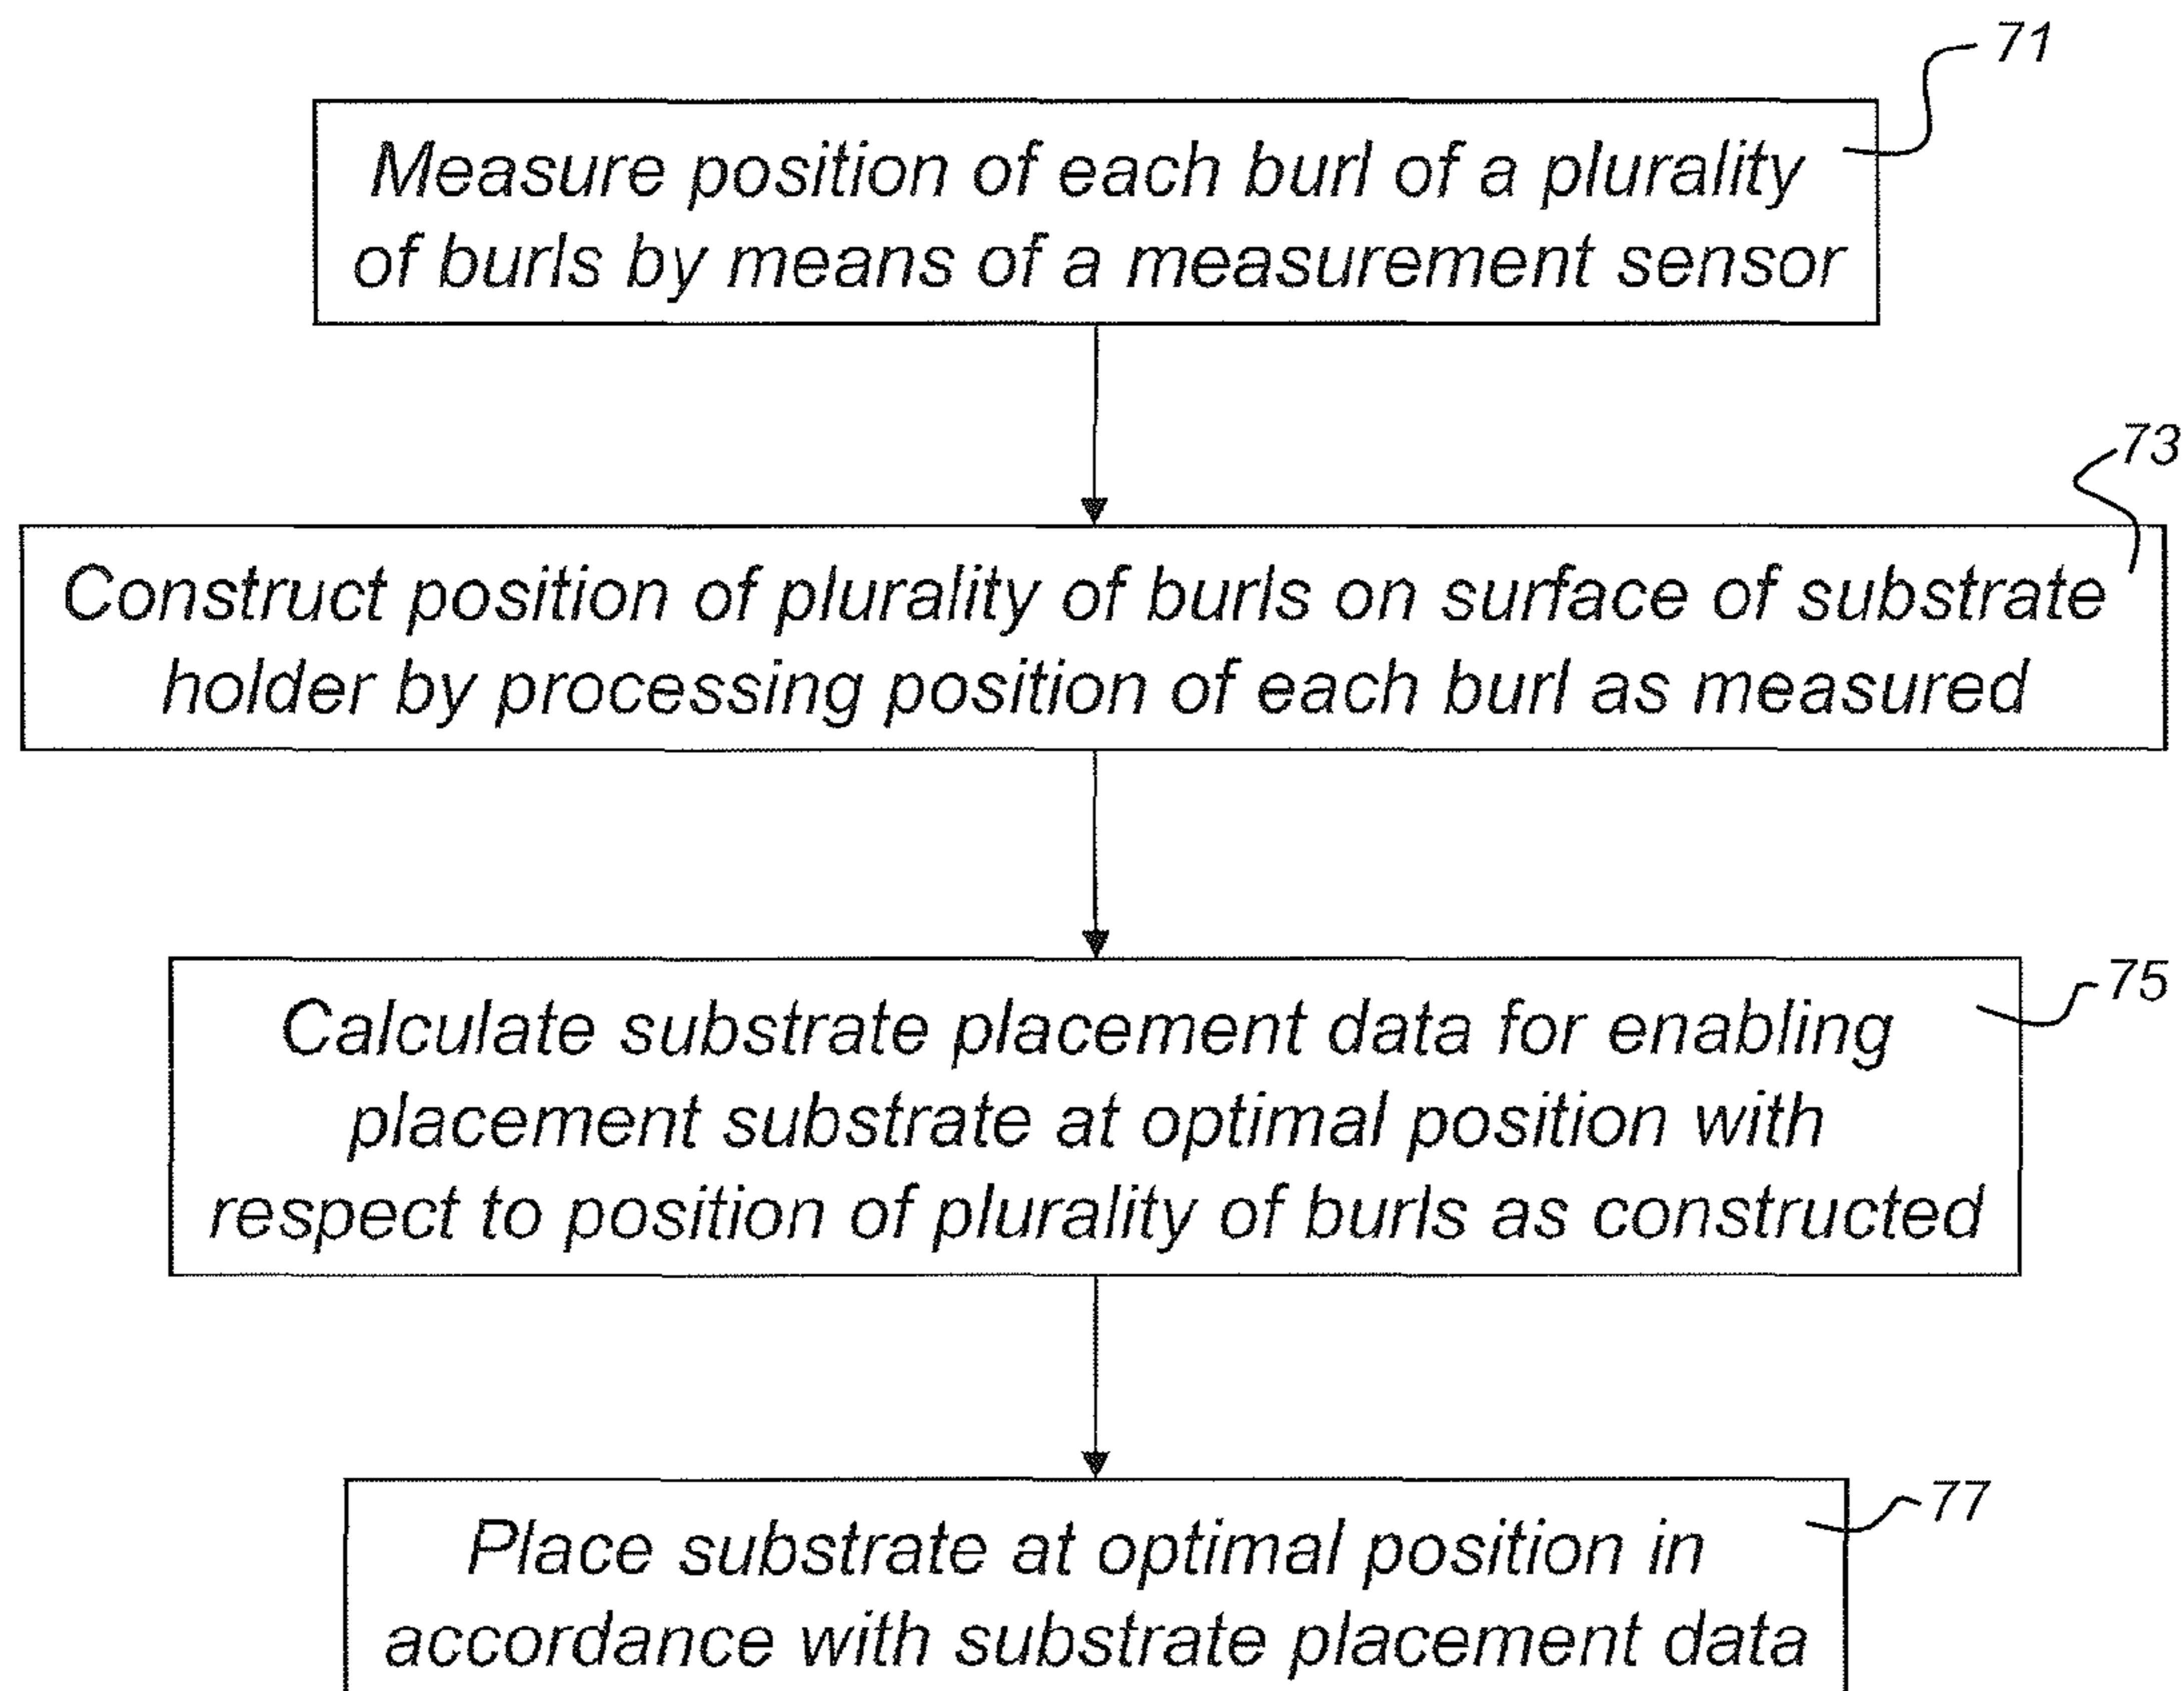 71
Measure position of each burl of a plurality
of burls by means of a measurement sensor
73
Construct position of plurality of burls on surface of substrate
holder by processing position of each burl as measured
75
Calculate substrate placement data for enabling
placement substrate at optimal position with
respect to position of plurality of burls as constructed
77
Place substrate at optimal position in
accordance with substrate placement data